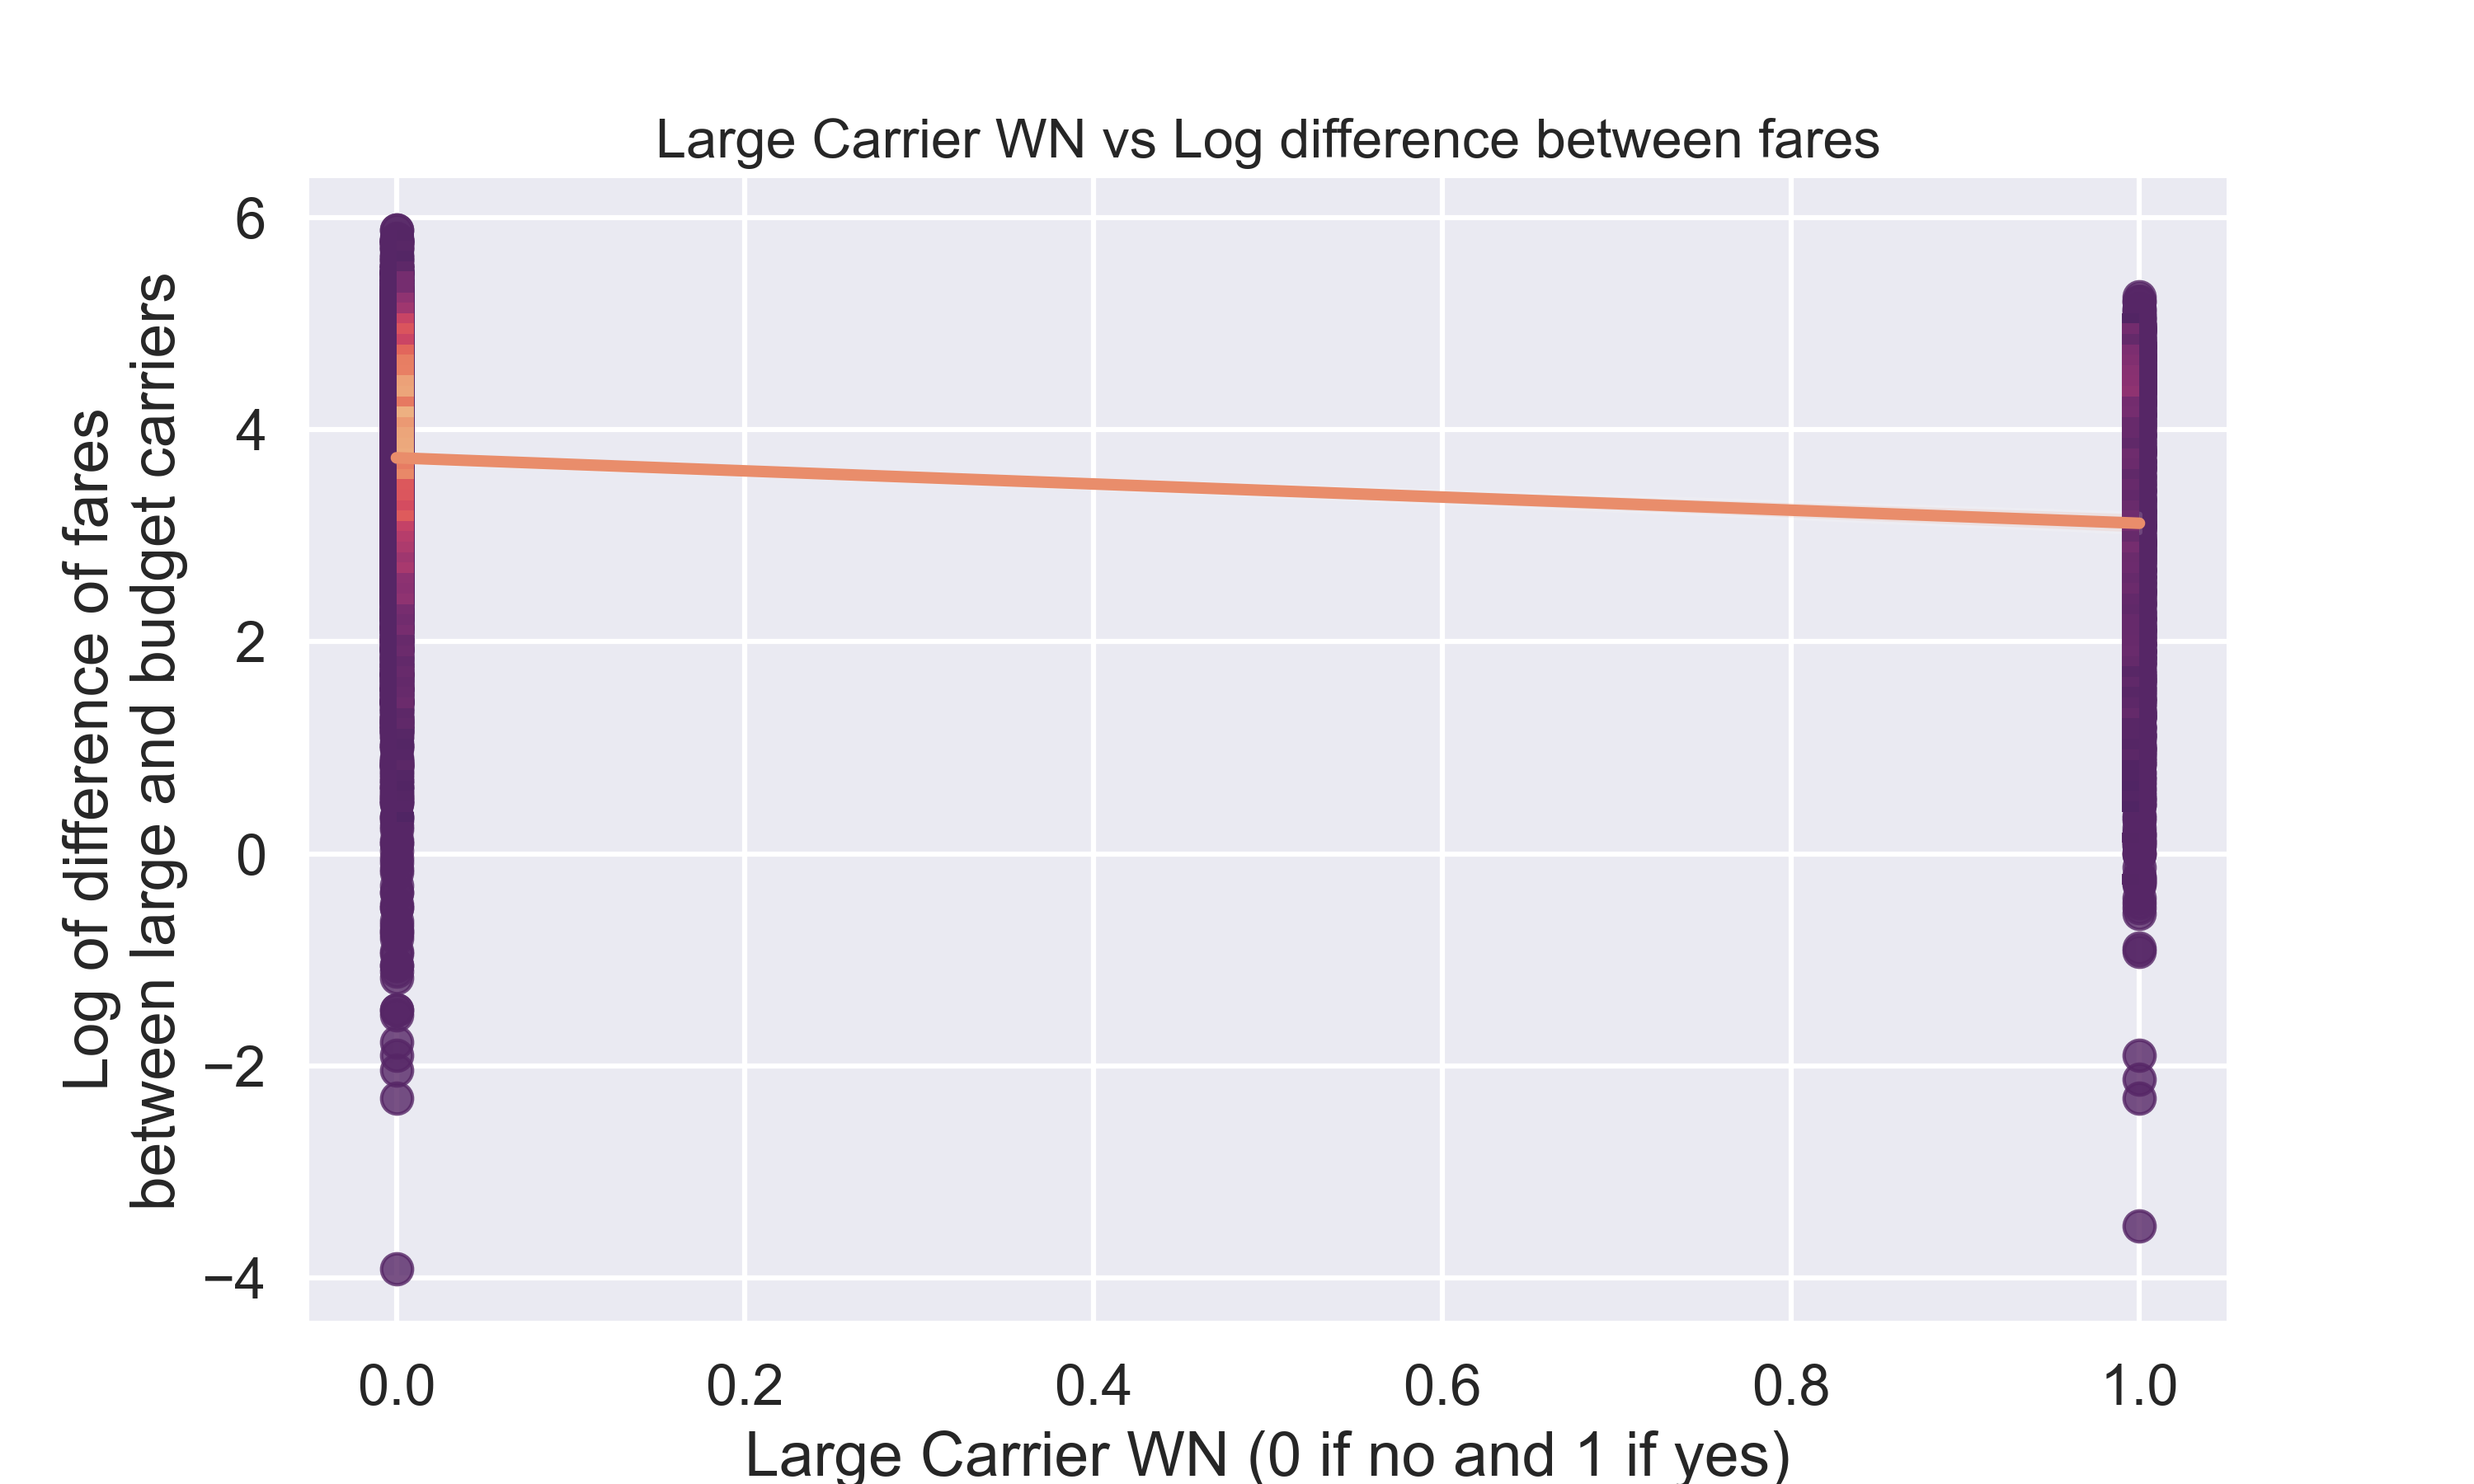 Large Carrier WN vs Log difference between fares
Log of difference of fares
between large and budget carriers
6
4
2
0
−2
−4
0.0 0.2 0.4 0.6 0.8 1.0
Large Carrier WN (0 if no and 1 if yes)